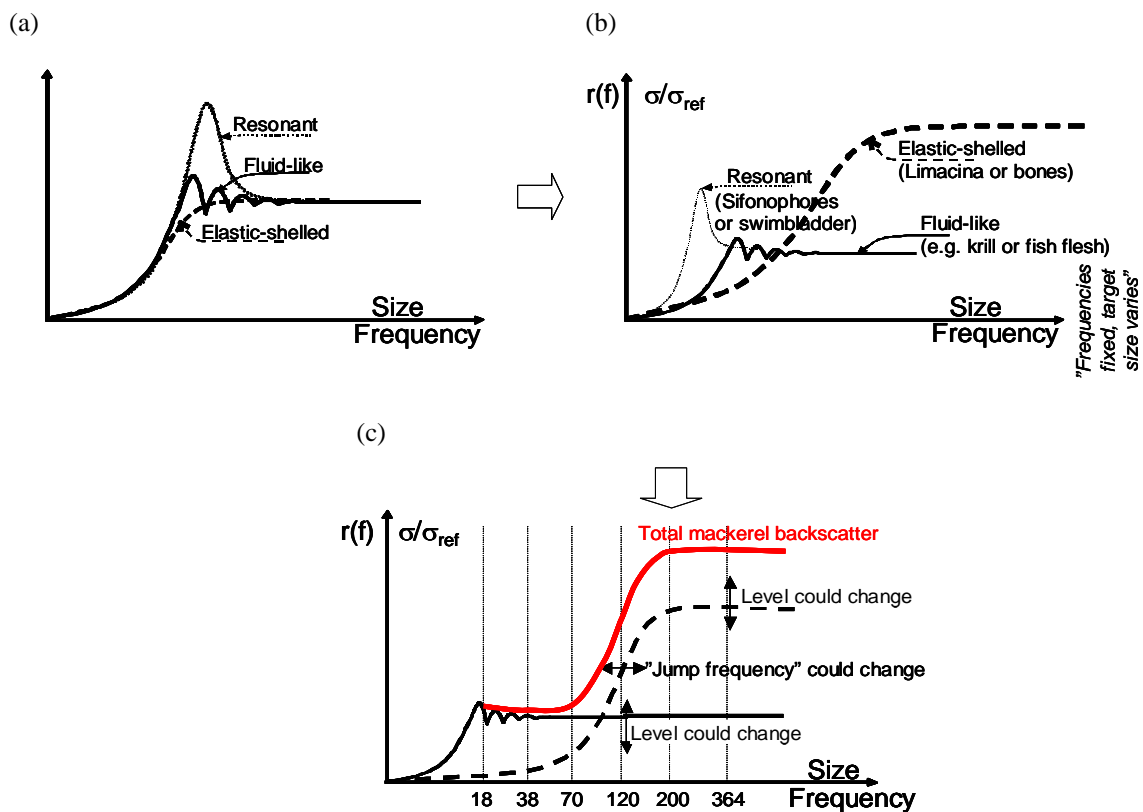 (a)
Resonant
Fluid-like
Elastic-shelled
Size
Frequency
(b)
r(f) σ/σref
Resonant
(Sifonophores
or swimbladder)
Elastic-shelled
(Limacina or bones)
Fluid-like
(e.g. krill or fish flesh)
Size
Frequency
"Frequencies
fixed, target
size varies"
(c)
r(f) σ/σref
Total mackerel backscatter
Level could change
"Jump frequency" could change
Level could change
Size
18 38 70 120 200 364 Frequency